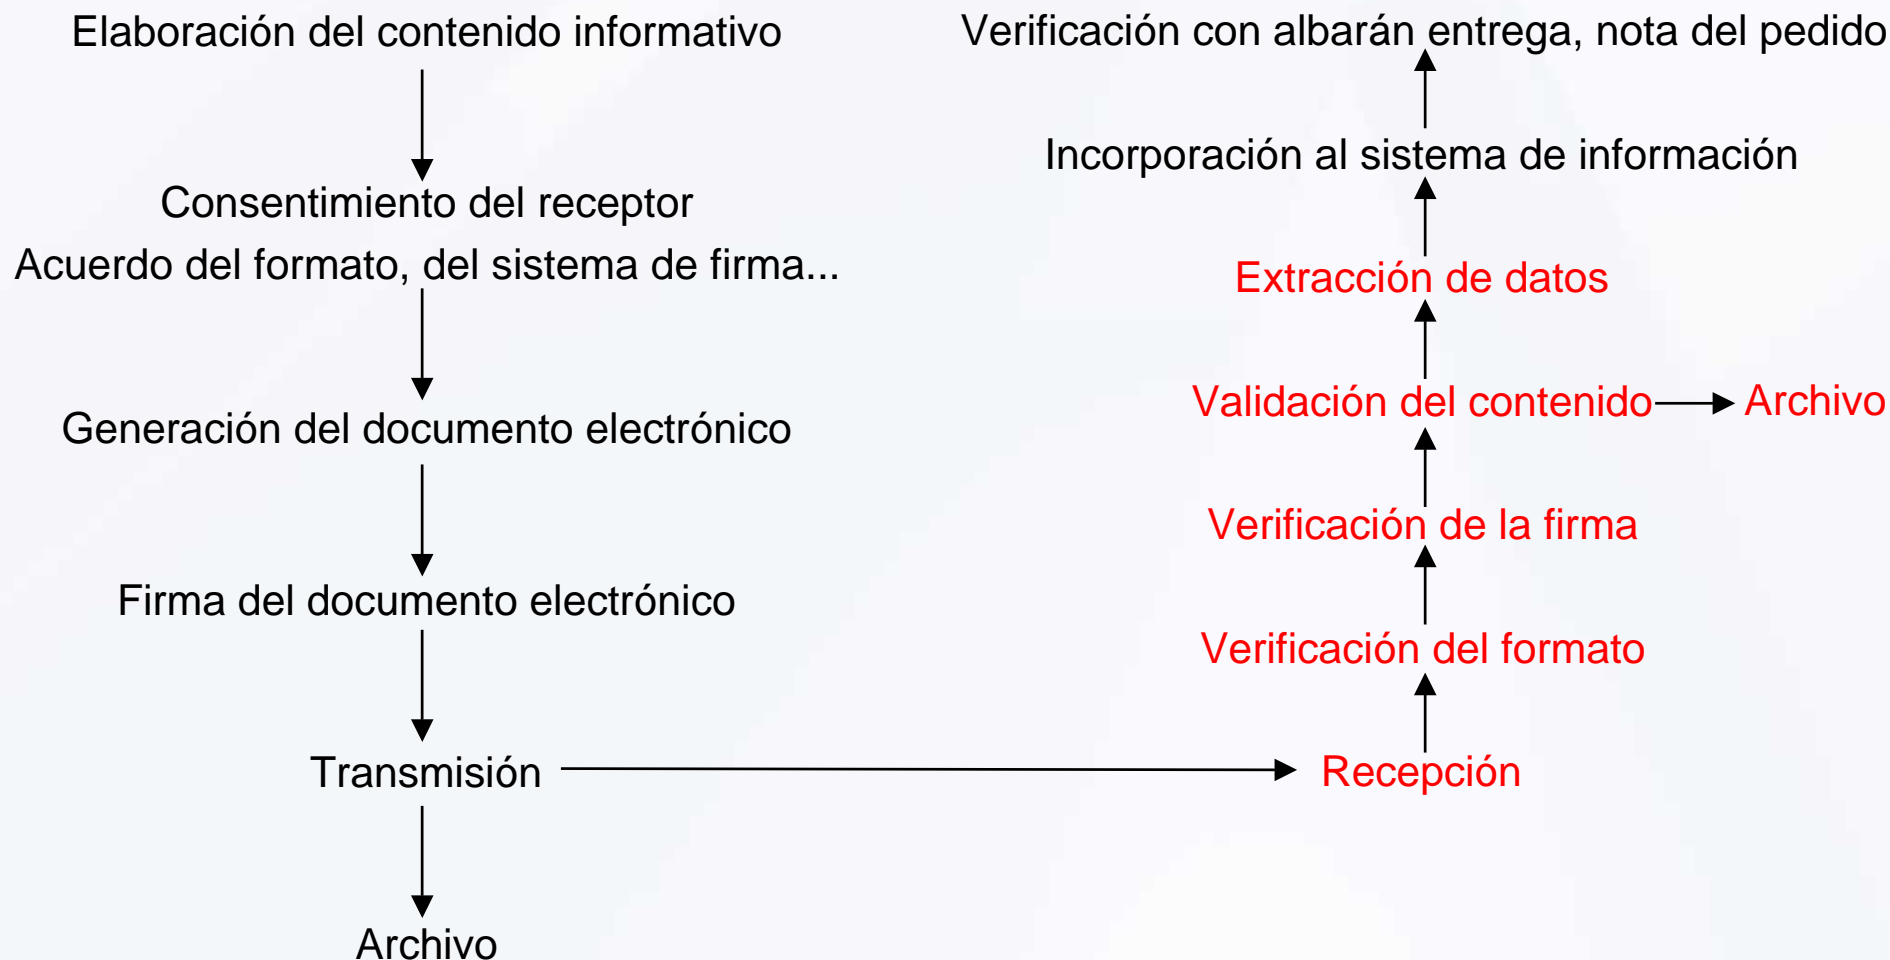 Elaboración del contenido informativo
Consentimiento del receptor
Acuerdo del formato, del sistema de firma...
Generación del documento electrónico
Firma del documento electrónico
Transmisión
Archivo
Verificación con albarán entrega, nota del pedido
Incorporación al sistema de información
Extracción de datos
Validación del contenido
Archivo
Verificación de la firma
Verificación del formato
Recepción